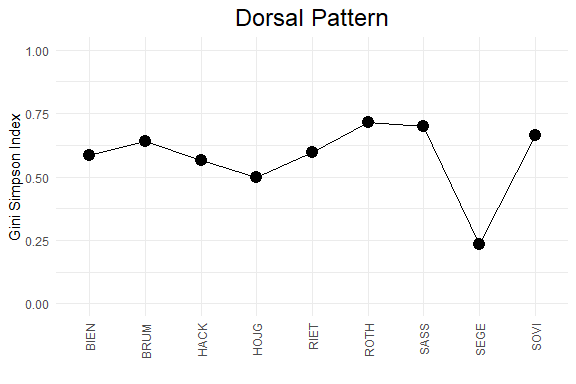 Dorsal Pattern
Gini Simpson Index
1.00
0.75
0.50
0.25
0.00
BIEN
BRUM
HACK
HOJG
RIET
ROTH
SASS
SEGE
SOVI